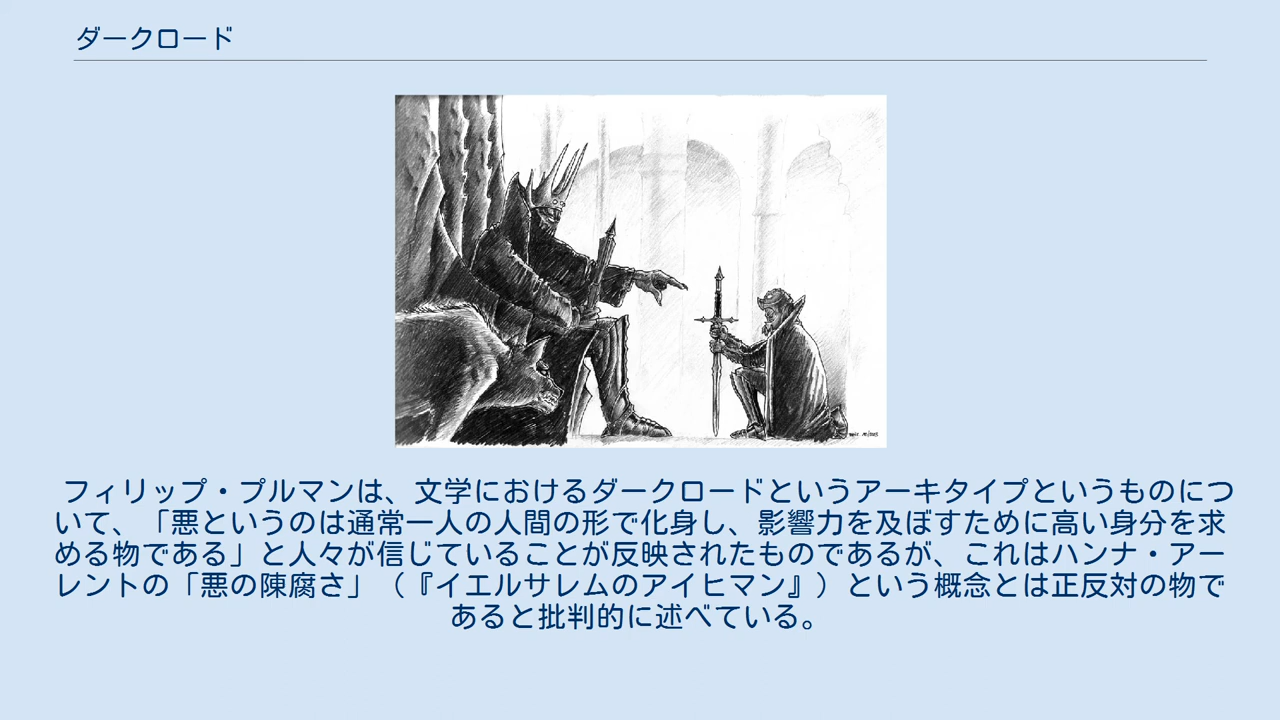 ダークロード
フィリップ・プルマンは、文学におけるダークロードというアーキタイプというものにつ
いて、「悪というのは通常一人の人間の形で化身し、影響力を及ぼすために高い身分を求
める物である」と人々が信じていることが反映されたものであるが、これはハンナ・アー
レントの「悪の陳腐さ」（『イエルサレムのアイヒマン』）という概念とは正反対の物で
あると批判的に述べている。